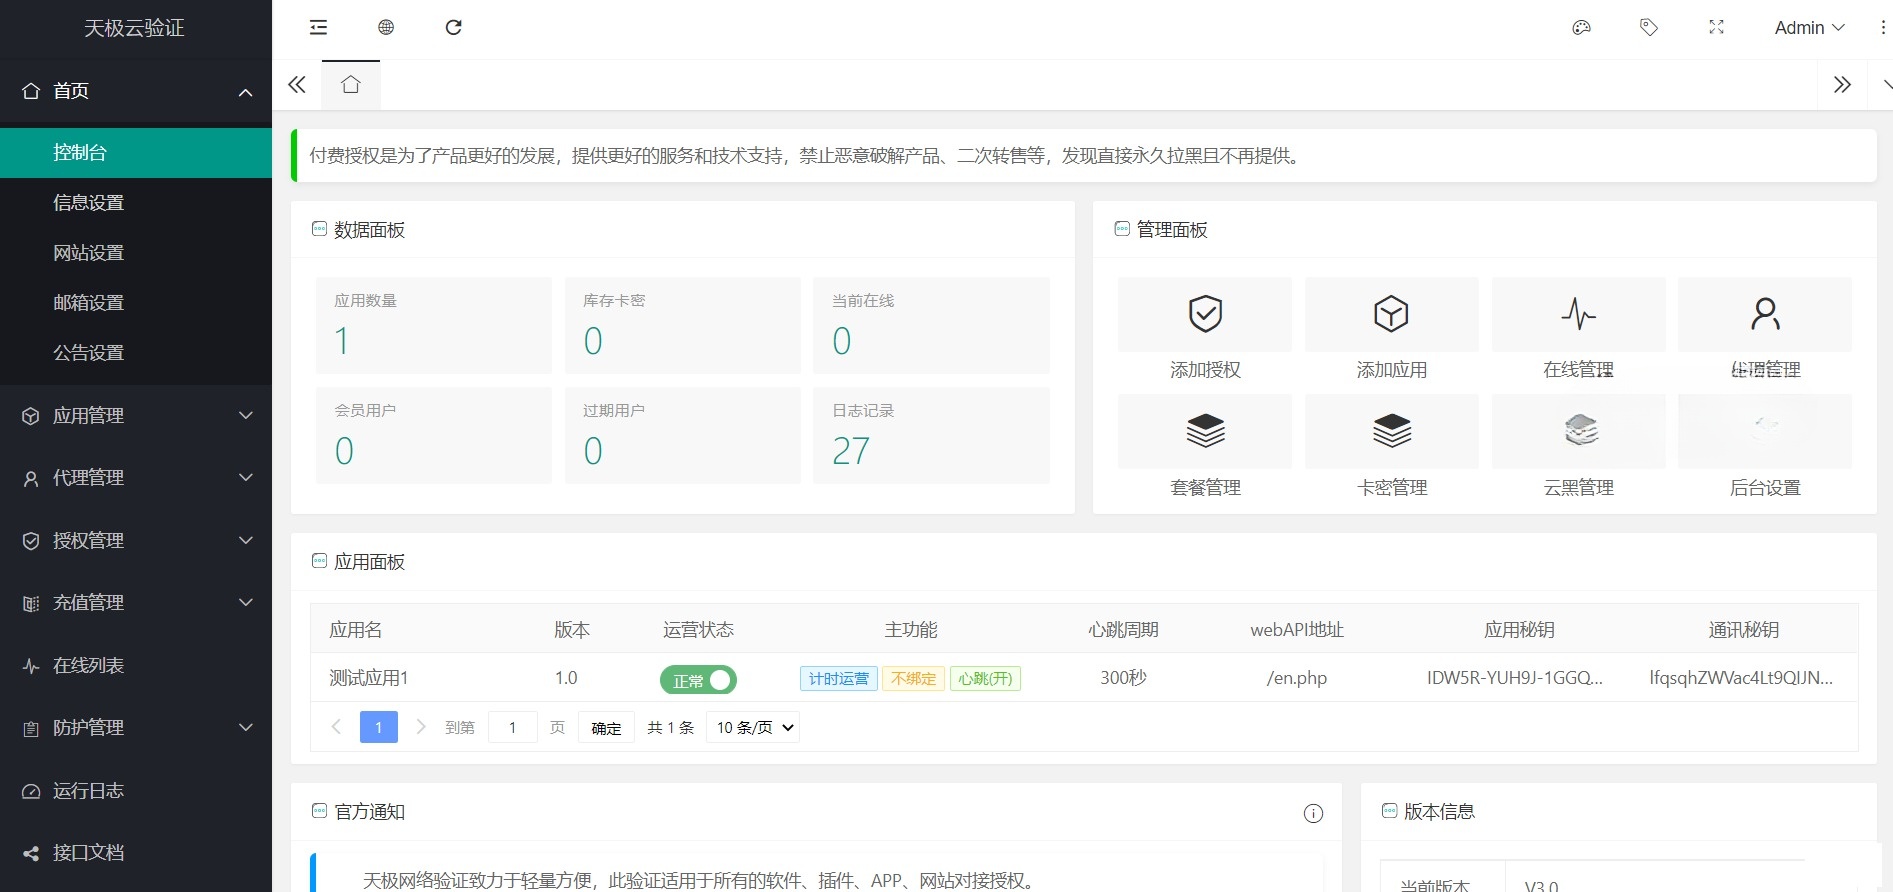 天极云验证
Admin
首页
控制台
信息设置
网站设置
邮箱设置
公告设置
应用管理
代理管理
授权管理
充值管理
在线列表
防护管理
运行日志
接口文档
付费授权是为了产品更好的发展，提供更好的服务和技术支持，禁止恶意破解产品、二次转售等，发现直接永久拉黑且不再提供。
数据面板
应用数量 库存卡密 当前在线
1 0 0
会员用户 过期用户 日志记录
0 0 27
管理面板
添加授权 添加应用 在线管理 代理管理
套餐管理 卡密管理 云黑管理 后台设置
应用面板
应用名 版本 运营状态 主功能 心跳周期 webAPI地址 应用秘钥 通讯秘钥
测试应用1 1.0 正常 计时运营 不绑定 心跳(开) 300秒 /en.php IDW5R-YUH9J-1GGQ... lfqsqhZWVac4Lt9QIJN...
1 到第 1 页 确定 共 1 条 10 条/页
官方通知
天极网络验证致力于轻量方便，此验证适用于所有的软件、插件、APP、网站对接授权。
版本信息
当前版本 V3.0